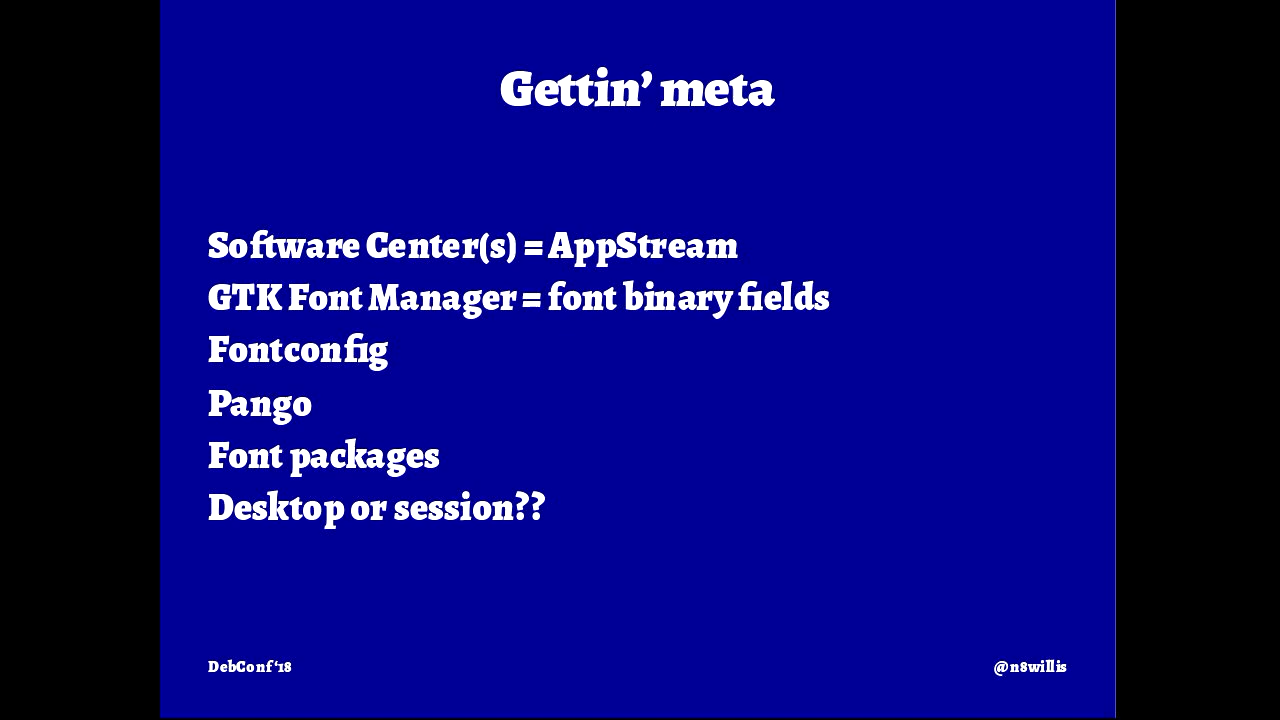 Gettin’ meta
Software Center(s) = AppStream
GTK Font Manager = font binary fields
Fontconfig
Pango
Font packages
Desktop or session??
DebConf ‘18
@n8willis